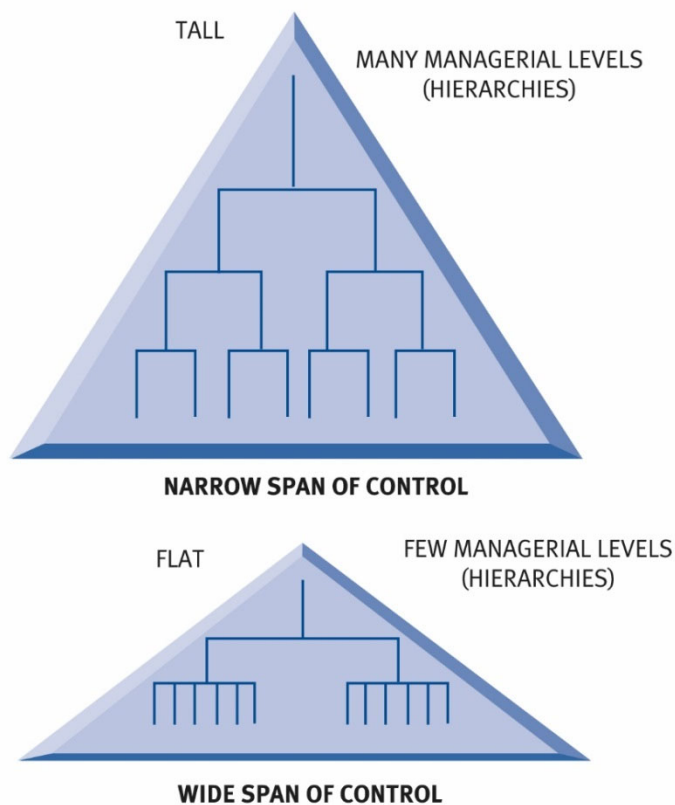 TALL
MANY MANAGERIAL LEVELS
(HIERARCHIES)
NARROW SPAN OF CONTROL
FLAT
FEW MANAGERIAL LEVELS
(HIERARCHIES)
WIDE SPAN OF CONTROL